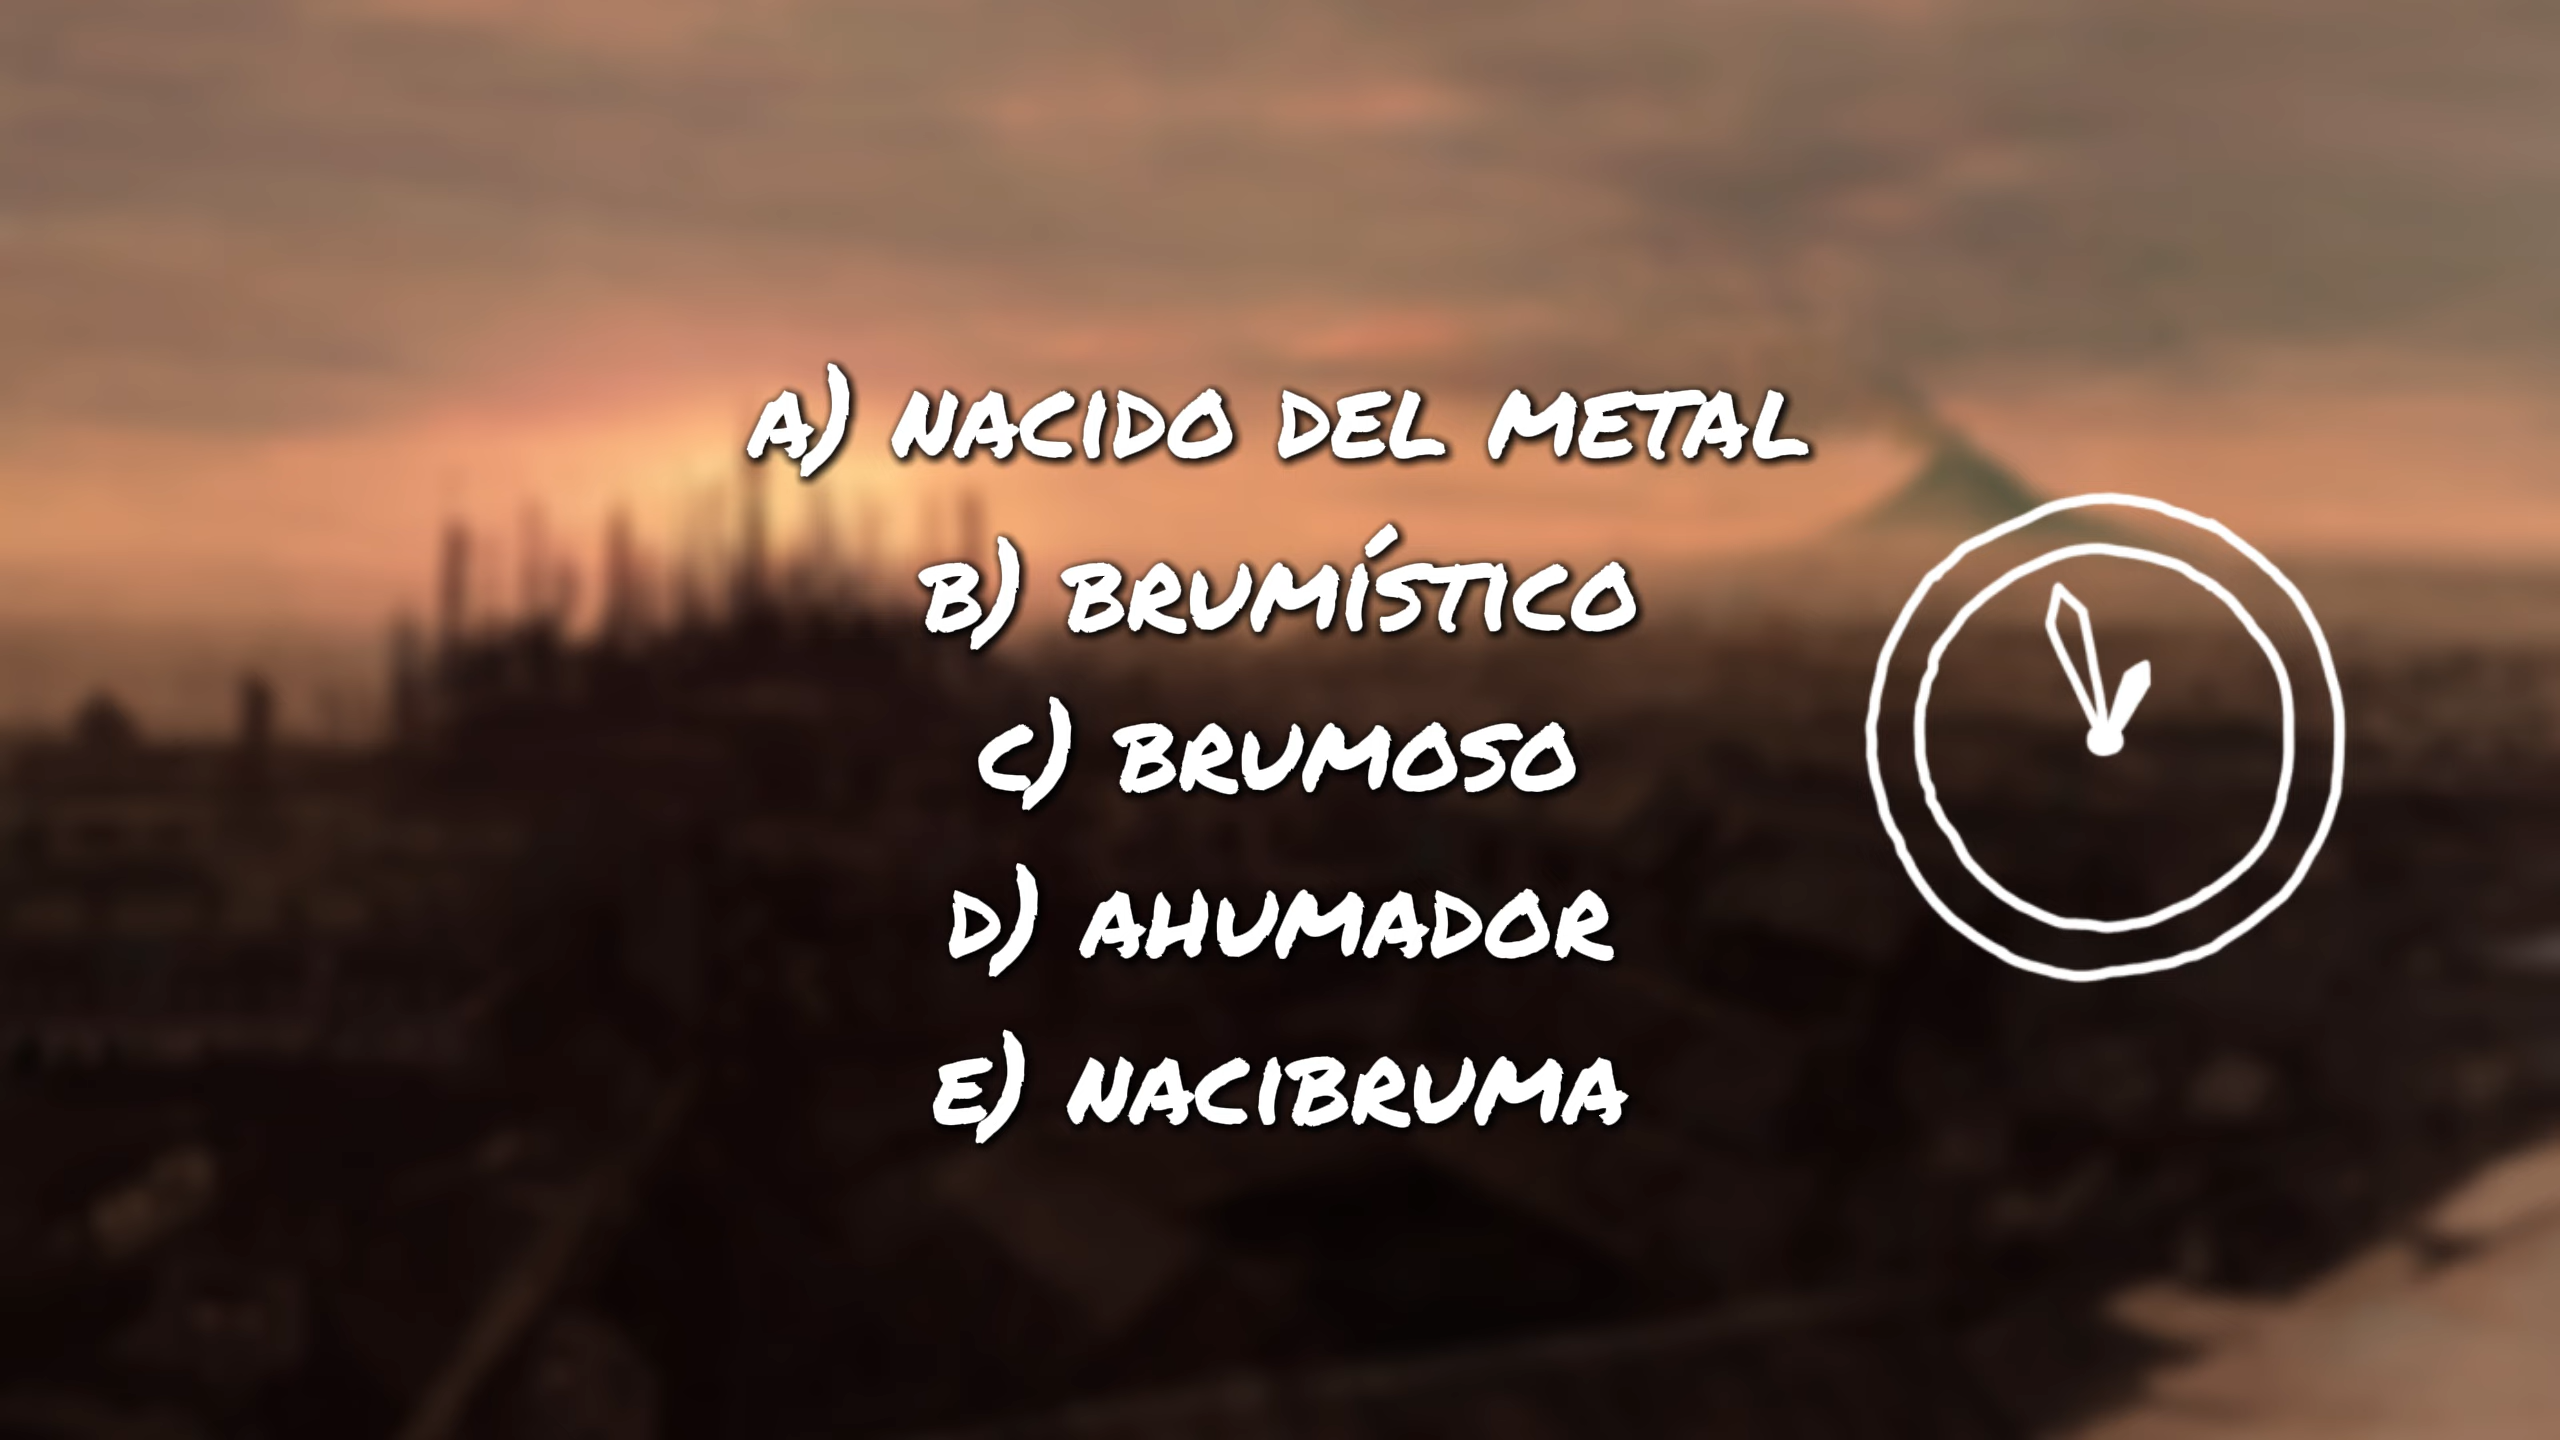 A) NACIDO DEL METAL
B) BRUMÍSTICO
C) BRUMOSO
D) AHUMADOR
E) NACIBRUMA